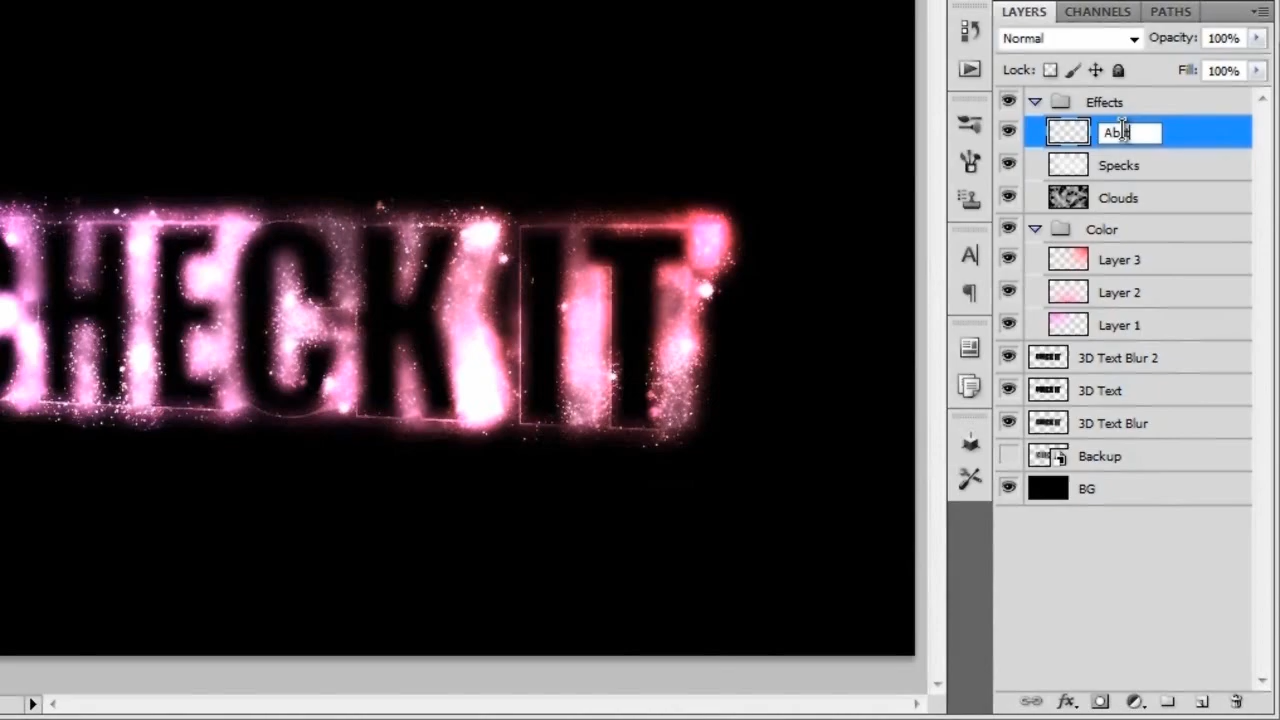 LAYERS CHANNELS PATHS
Normal Opacity: 100%
Lock: Fill: 100%
Effects
Specks
Clouds
Color
Layer 3
Layer 2
Layer 1
3D Text Blur 2
3D Text
3D Text Blur
Backup
BG
HECK IT
A
fx